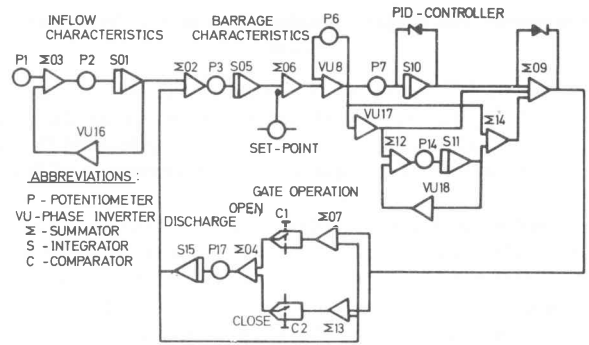 INFLOW
CHARACTERISTICS
BARRAGE
CHARACTERISTICS
P6
PID-CONTROLLER
P1
Σ03
P2
S01
Σ02
P3
S05
Σ06
VU8
P7
S10
Σ09
VU16
SET-POINT
VU17
Σ12
P14
S11
Σ14
VU18
ABBREVIATIONS:
P - POTENTIOMETER
VU-PHASE INVERTER
Σ - SUMMATOR
S - INTEGRATOR
C - COMPARATOR
GATE OPERATION
OPEN
C1
Σ07
DISCHARGE
S15
P17
Σ04
CLOSE
C2
Σ13